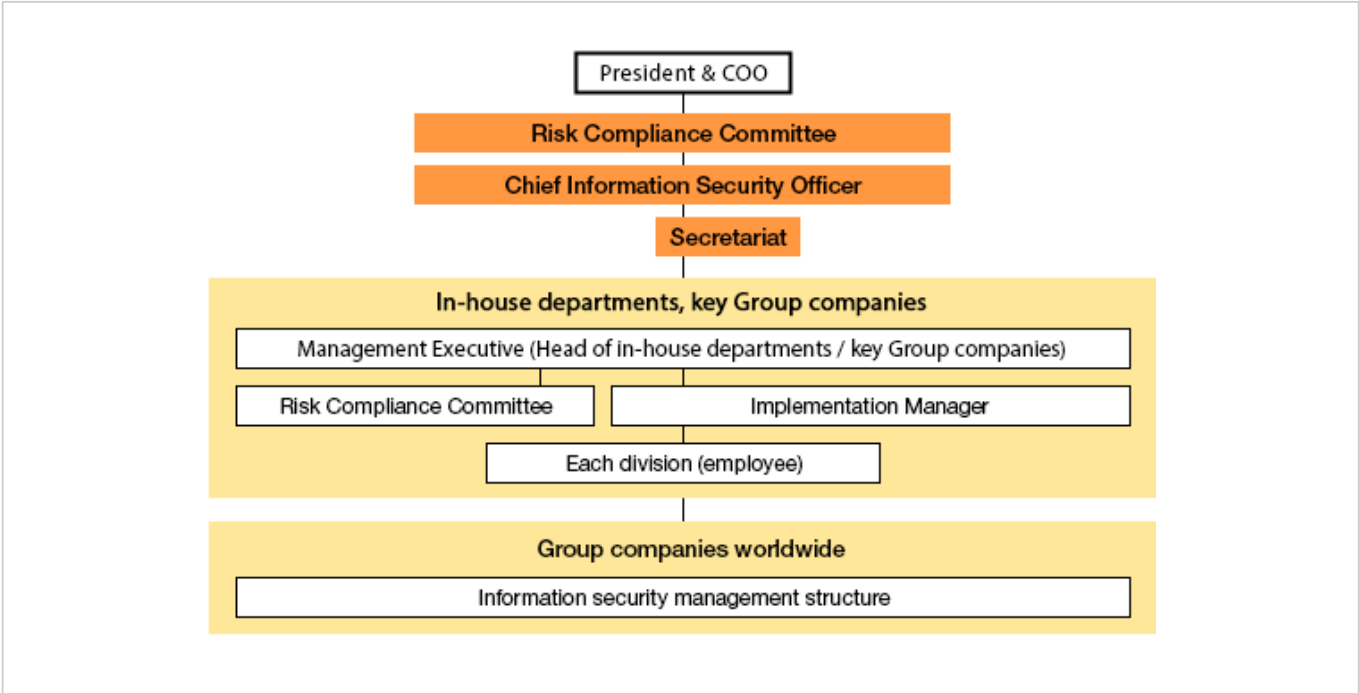 President & COO
Risk Compliance Committee
Chief Information Security Officer
Secretariat
In-house departments, key Group companies
Management Executive (Head of in-house departments / key Group companies)
Risk Compliance Committee
Implementation Manager
Each division (employee)
Group companies worldwide
Information security management structure